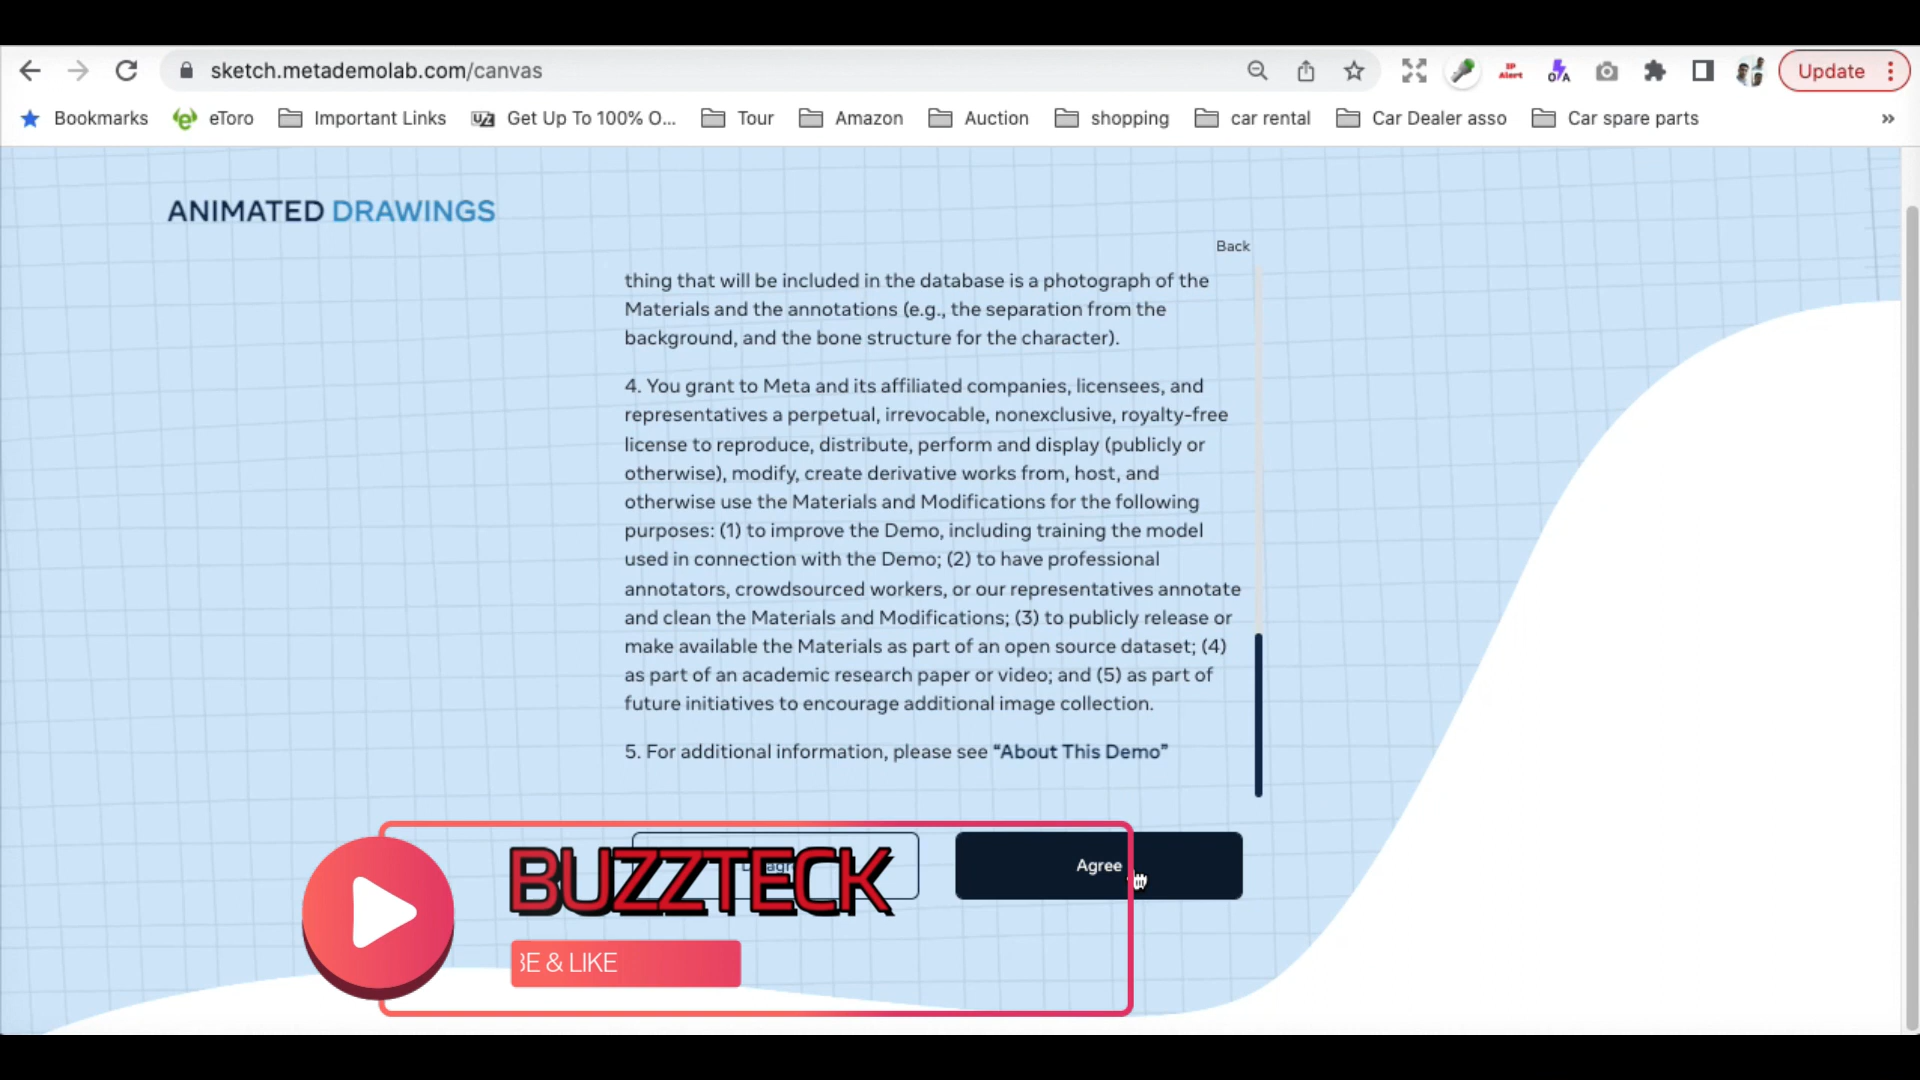 sketch.metademolab.com/canvas
IP Alert
Update
Bookmarks
eToro
Important Links
Get Up To 100% O...
Tour
Amazon
Auction
shopping
car rental
Car Dealer asso
Car spare parts
»
ANIMATED DRAWINGS
Back
thing that will be included in the database is a photograph of the
Materials and the annotations (e.g., the separation from the
background, and the bone structure for the character).
4. You grant to Meta and its affiliated companies, licensees, and
representatives a perpetual, irrevocable, nonexclusive, royalty-free
license to reproduce, distribute, perform and display (publicly or
otherwise), modify, create derivative works from, host, and
otherwise use the Materials and Modifications for the following
purposes: (1) to improve the Demo, including training the model
used in connection with the Demo; (2) to have professional
annotators, crowdsourced workers, or our representatives annotate
and clean the Materials and Modifications; (3) to publicly release or
make available the Materials as part of an open source dataset; (4)
as part of an academic research paper or video; and (5) as part of
future initiatives to encourage additional image collection.
5. For additional information, please see “About This Demo”
Agree
BUZZTECK
BE & LIKE